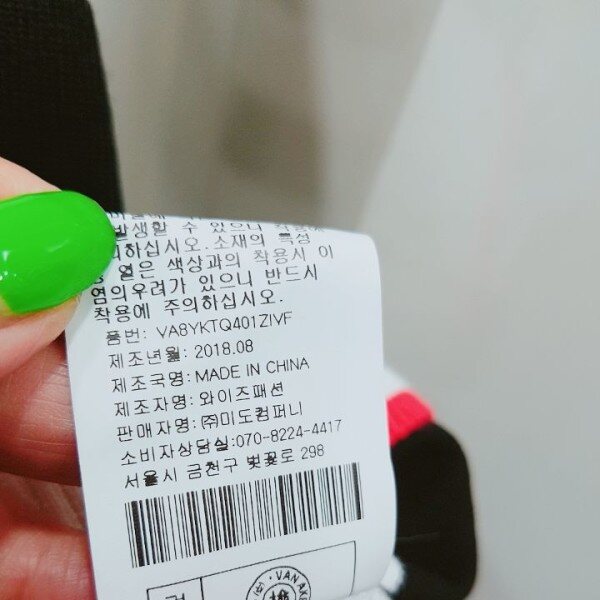 발생할 수 있으니
하십시오.소재의 특성
옅은 색상과의 착용시 이
염의우려가 있으니 반드시
착용에 주의하십시오.
품번: VA8YKTQ401ZIVF
제조년월: 2018.08
제조국명: MADE IN CHINA
제조자명: 와이즈패션
판매자명: ㈜미도컴퍼니
소비자상담실:070-8224-4417
서울시 금천구 벚꽃로 298
VAN